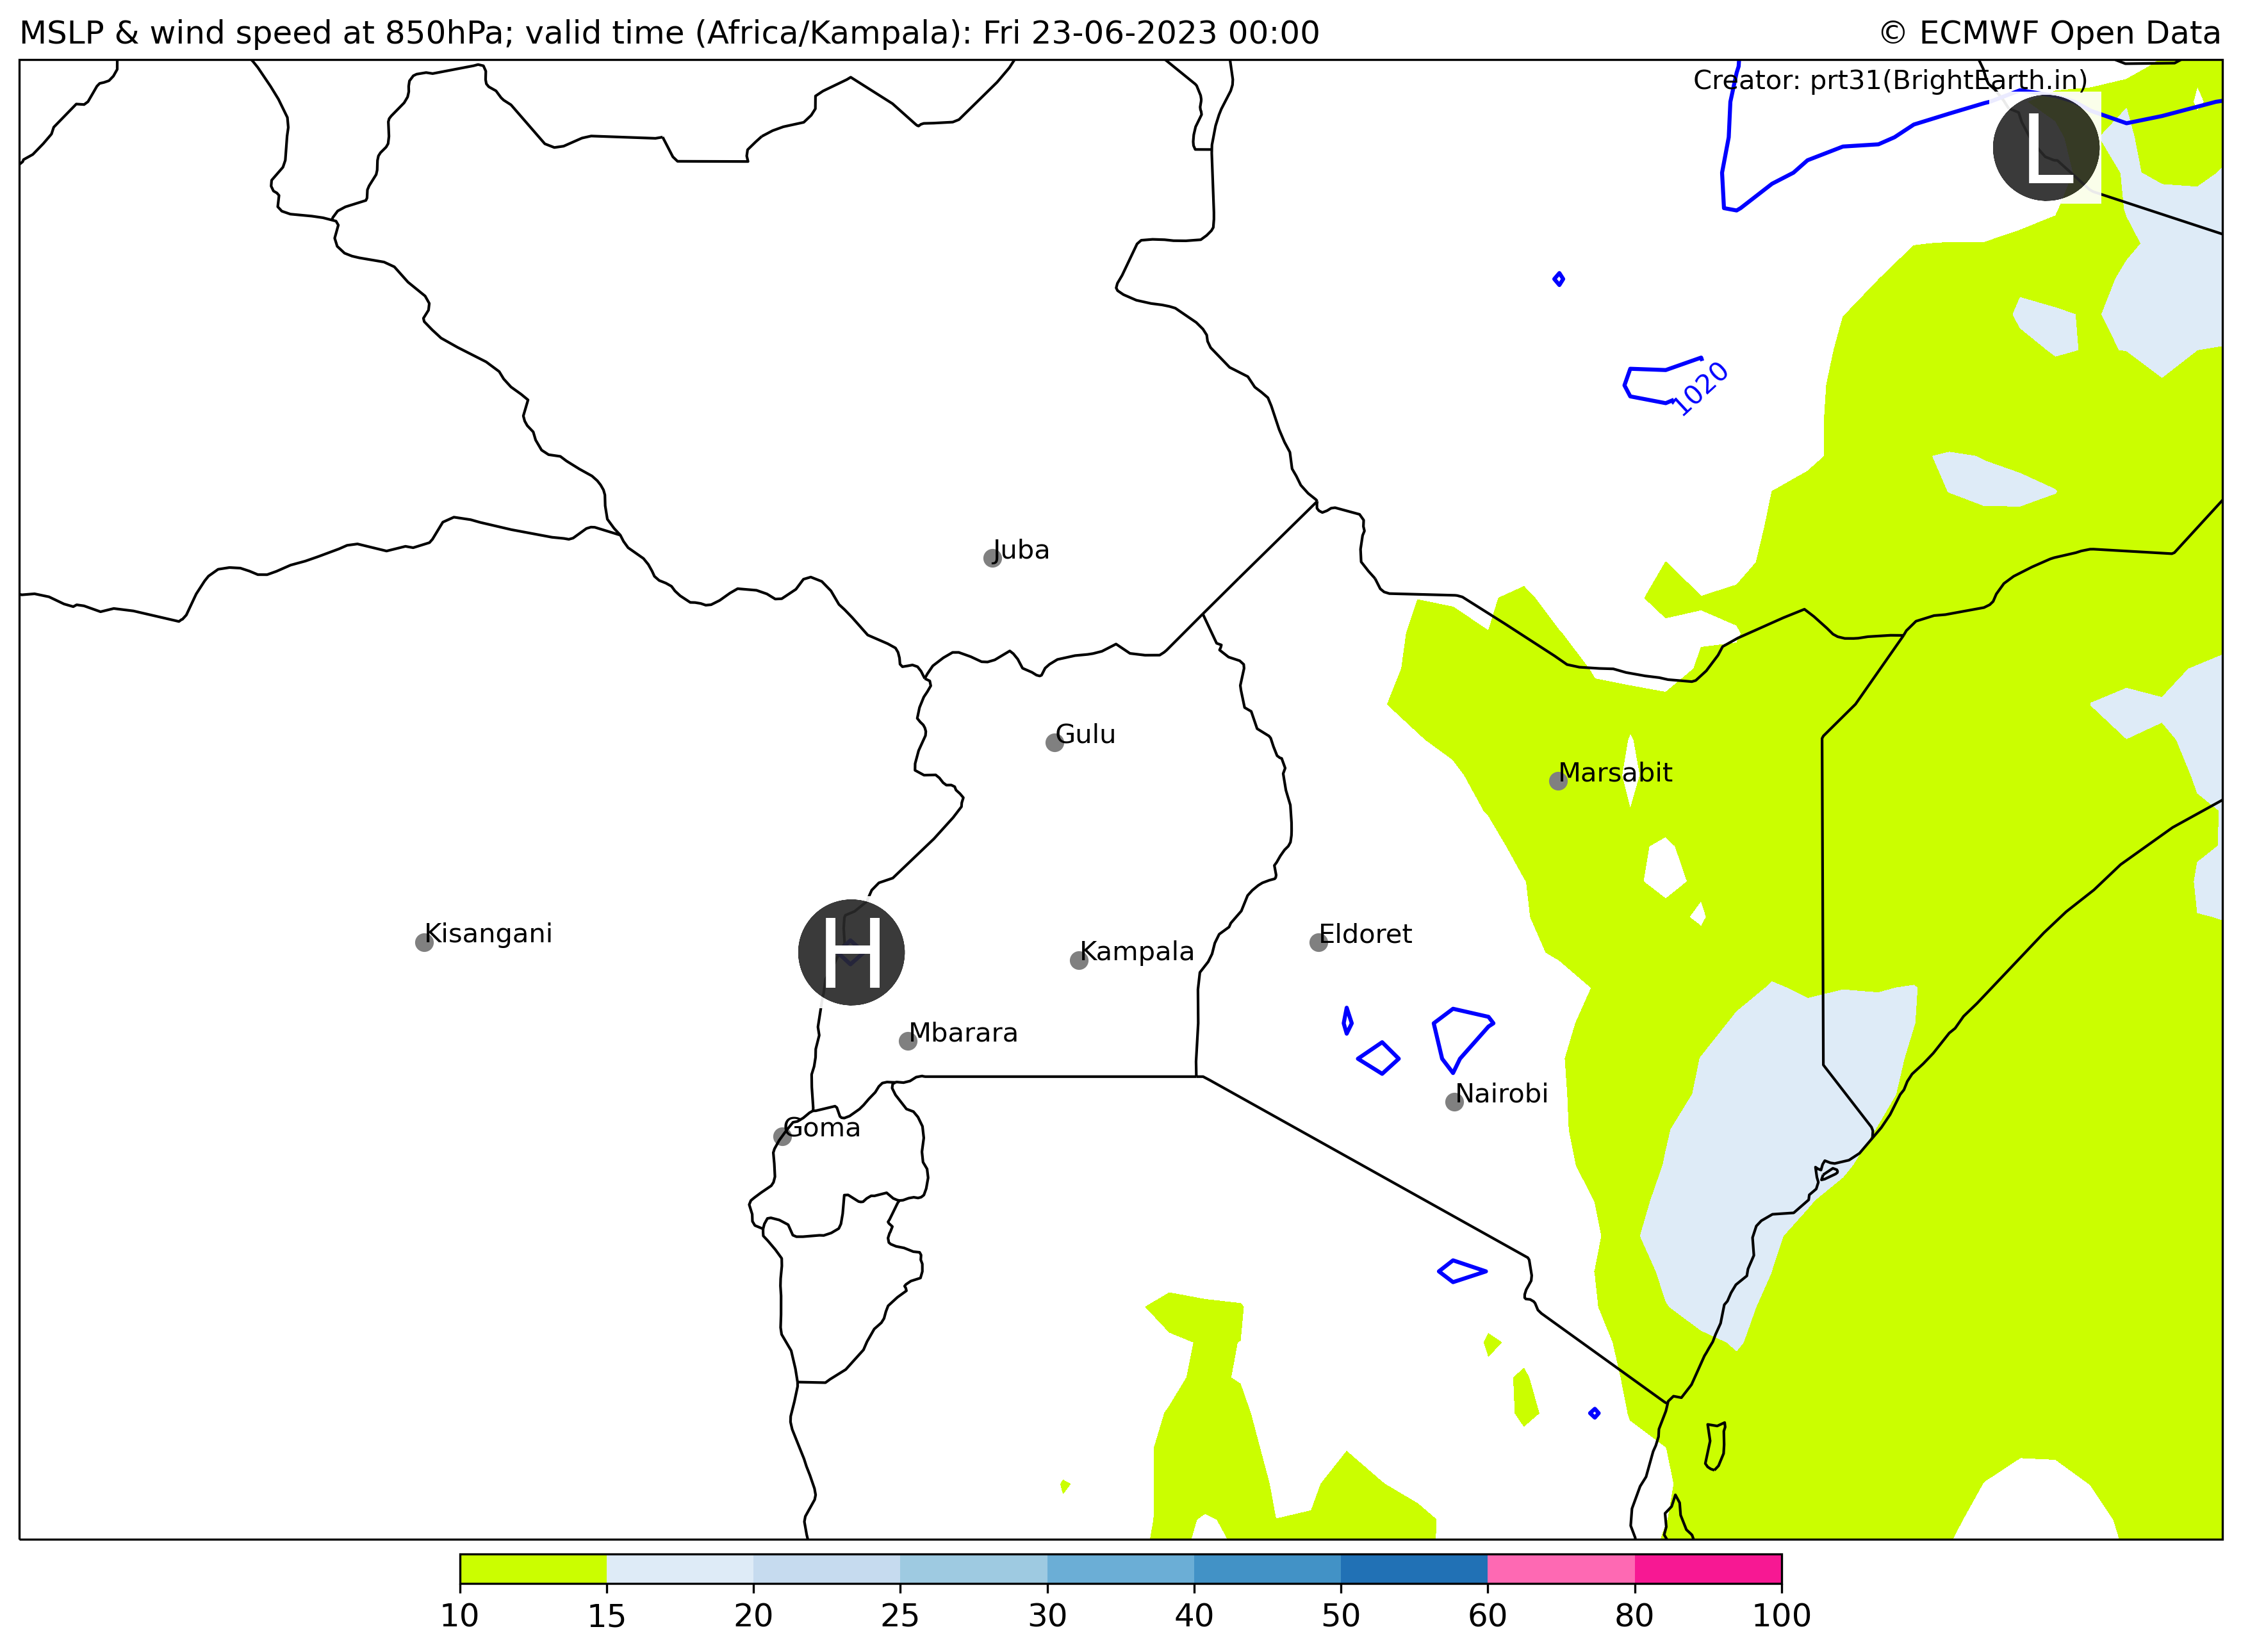 MSLP & wind speed at 850hPa; valid time (Africa/Kampala): Fri 23-06-2023 00:00
© ECMWF Open Data
Creator: prt31(BrightEarth.in)
L
1020
Juba
Gulu
Marsabit
Kisangani
H
Kampala
Eldoret
Mbarara
Nairobi
Goma
10 15 20 25 30 40 50 60 80 100